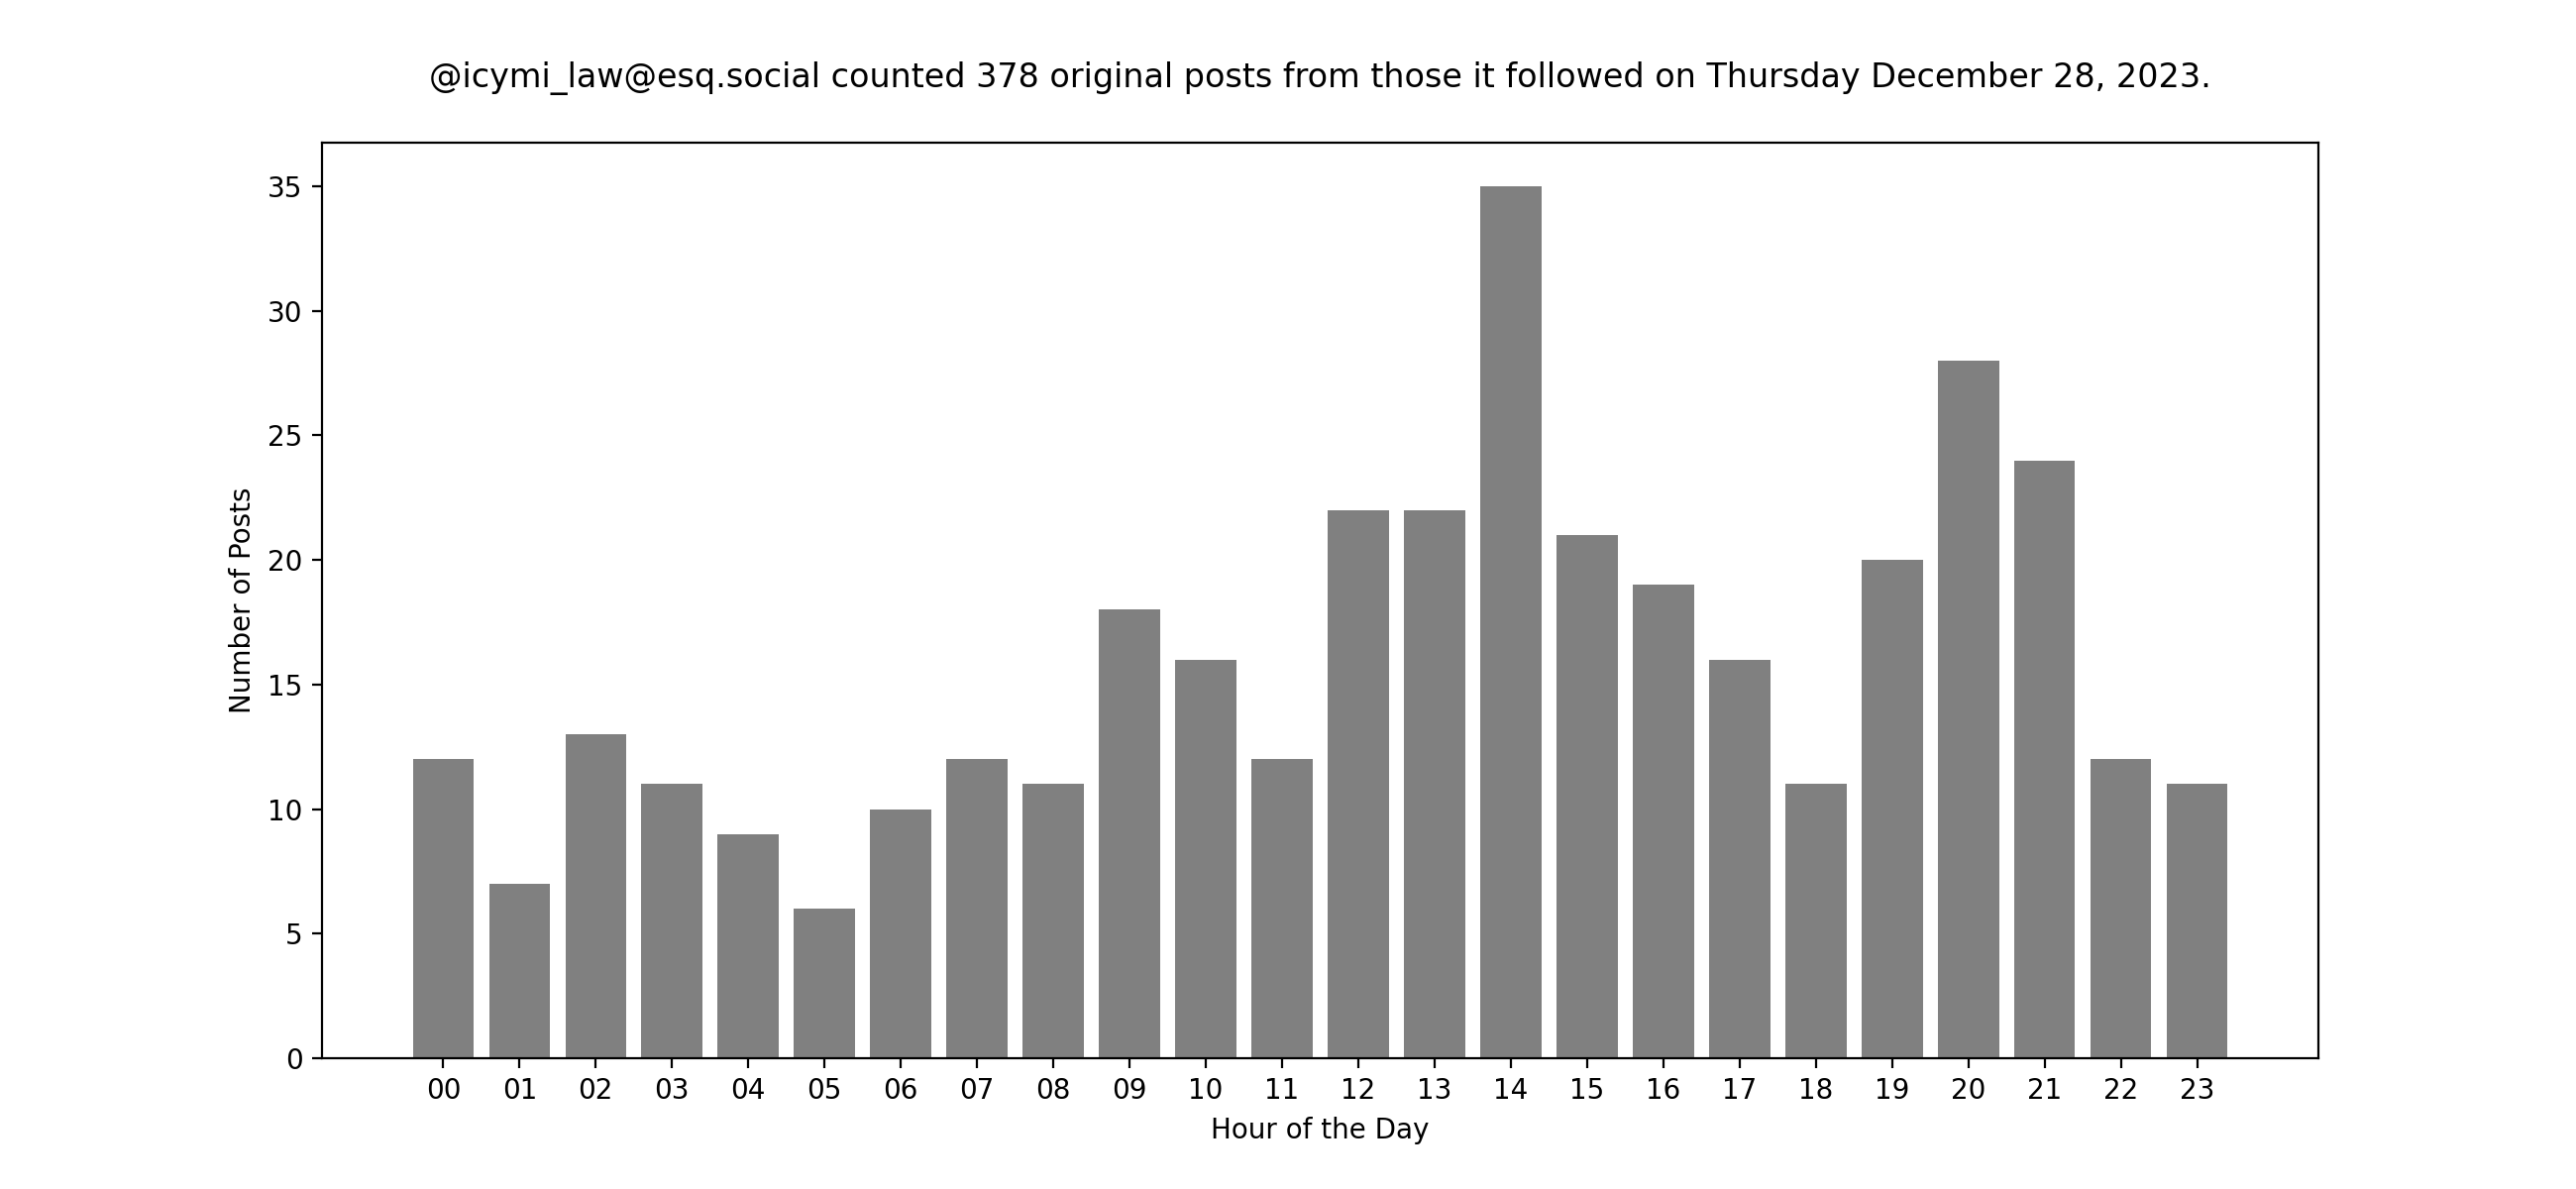 @icymi_law@esq.social counted 378 original posts from those it followed on Thursday December 28, 2023.
35
30
25
20
15
10
5
0
Number of Posts
00 01 02 03 04 05 06 07 08 09 10 11 12 13 14 15 16 17 18 19 20 21 22 23
Hour of the Day